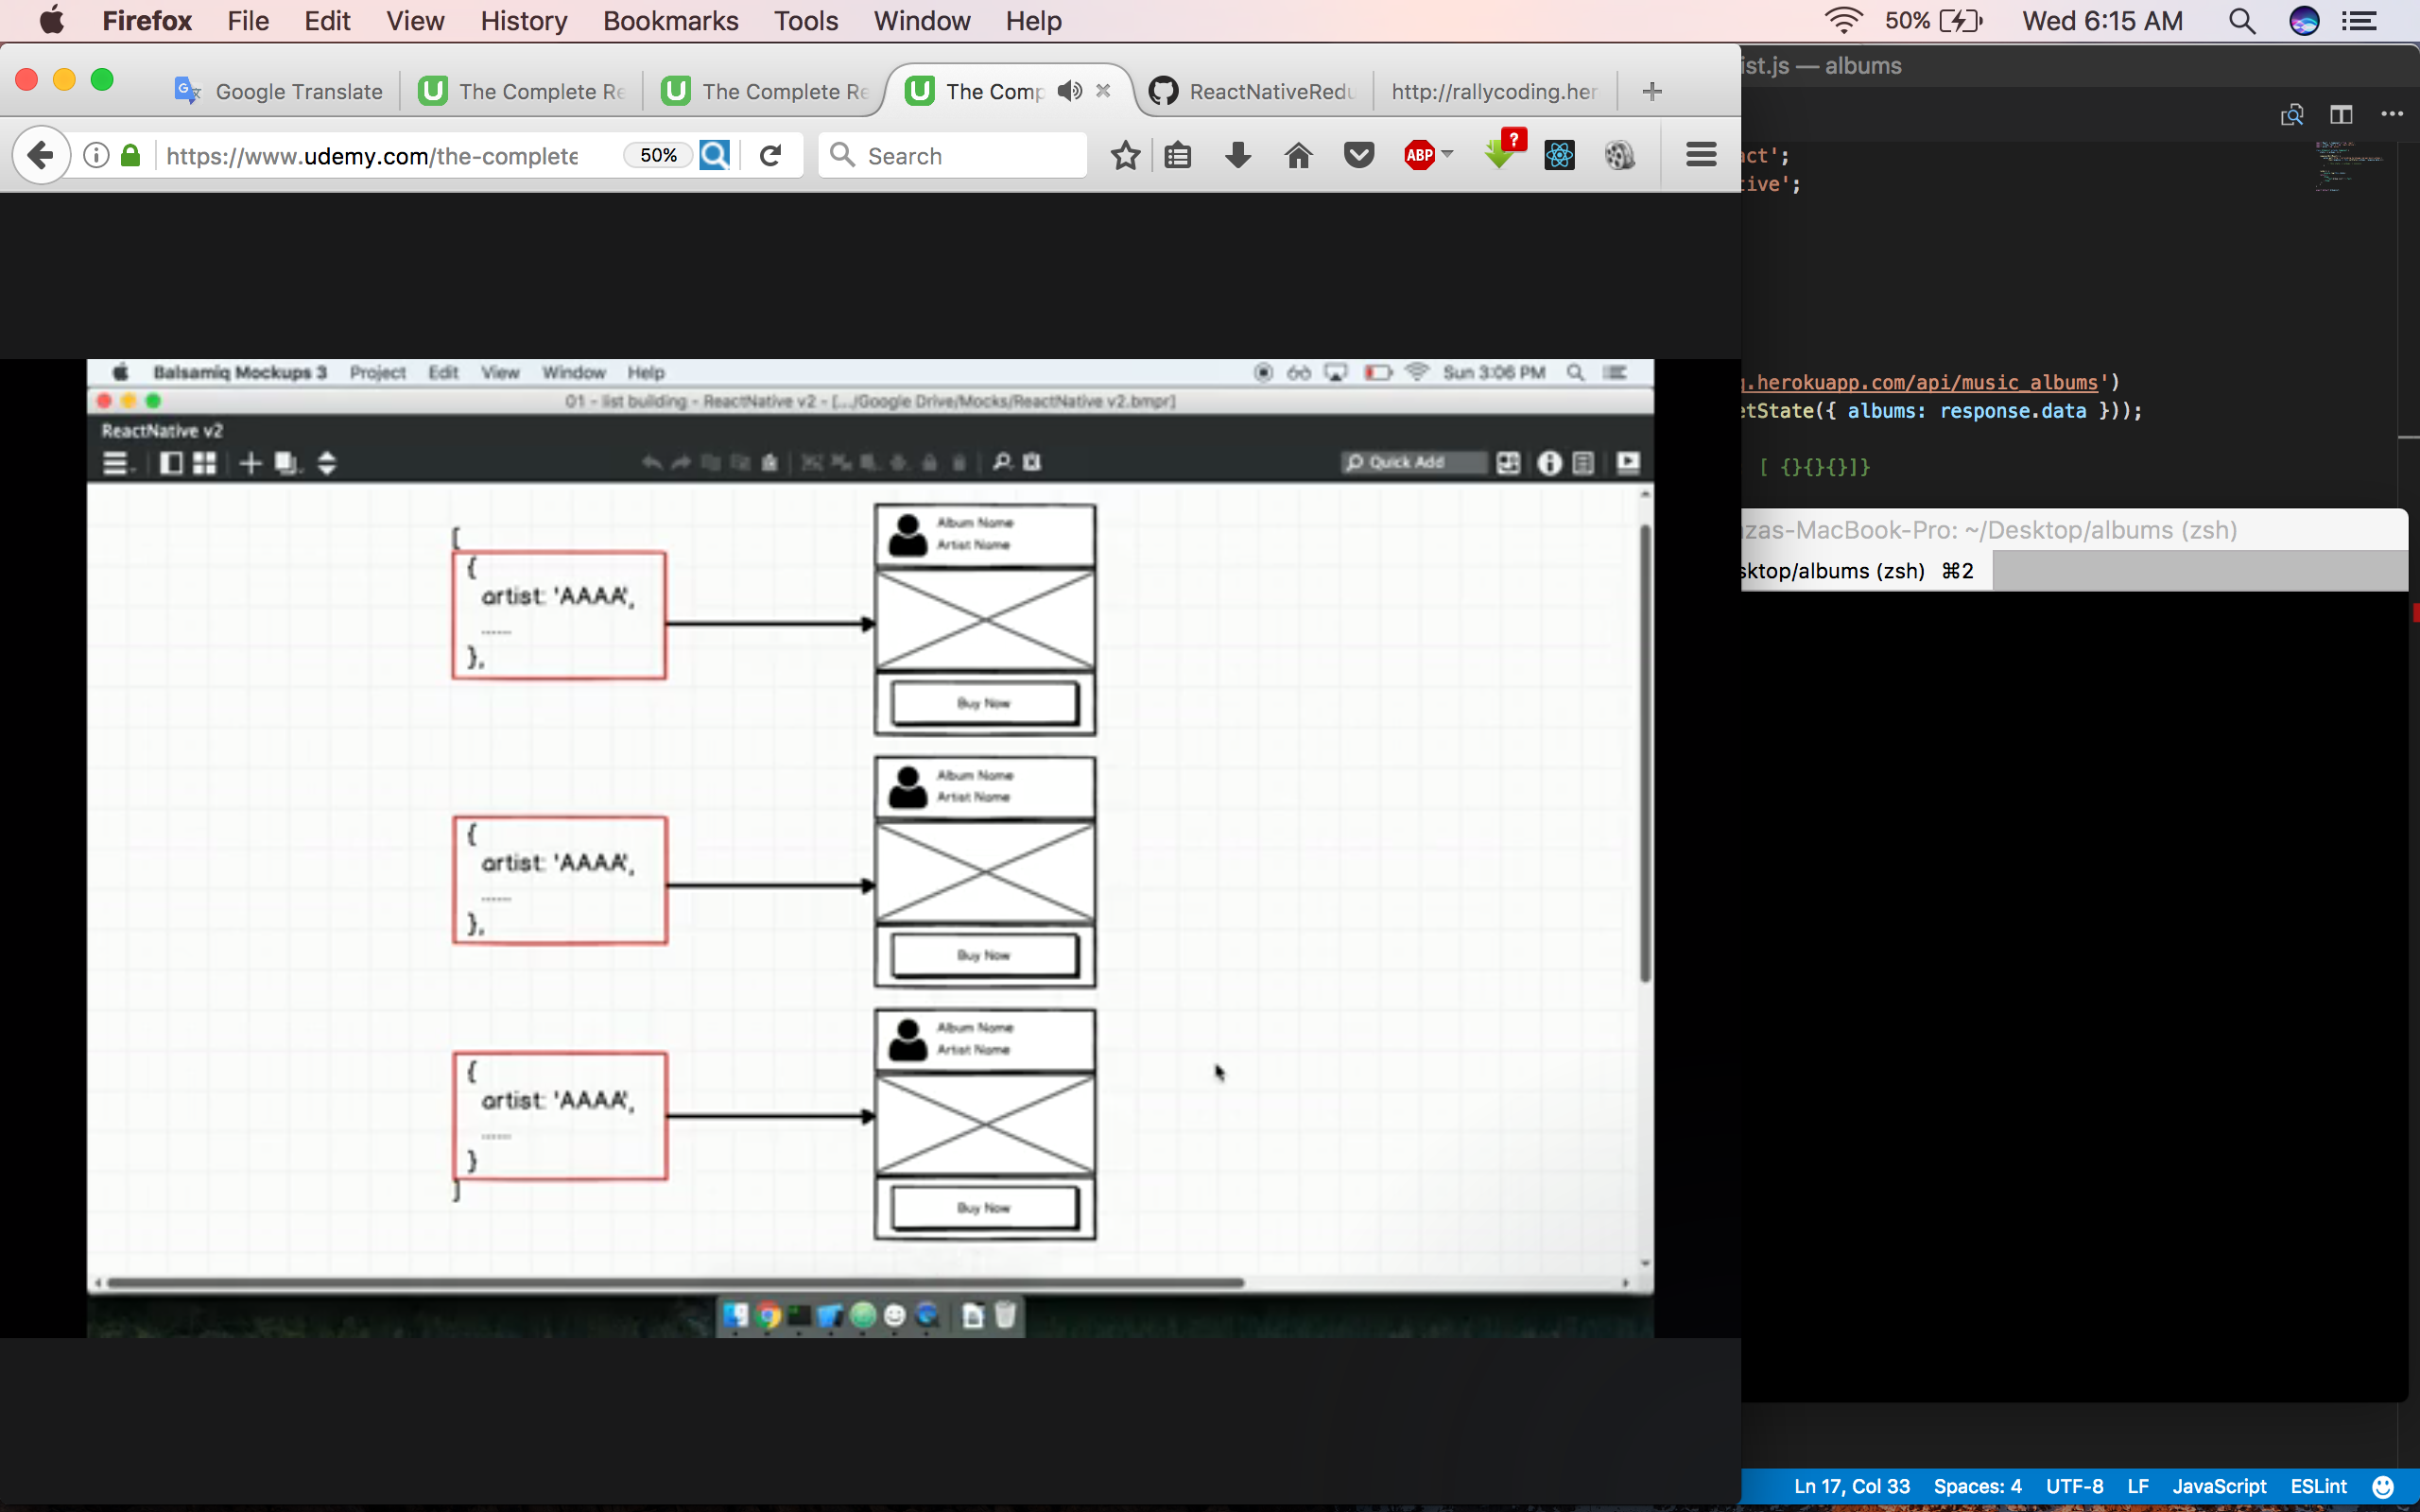 Firefox File Edit View History Bookmarks Tools Window Help 50% Wed 6:15 AM
Google Translate The Complete Re The Complete Re The Comp ReactNativeRedu http://rallycoding.her
ist.js — albums
https://www.udemy.com/the-complete 50% Search ABP ?
act';
tive';
Balsamiq Mockups 3 Project Edit View Window Help Sun 3:06 PM
01 - list building - ReactNative v2 - [.../Google Drive/Mocks/ReactNative v2.bmpr]
ReactNative v2
Quick Add
g.herokuapp.com/api/music_albums')
etState({ albums: response.data }));
[ {}{}{}]}
zas-MacBook-Pro: ~/Desktop/albums (zsh)
sktop/albums (zsh) ⌘2
[
{
artist: 'AAAA',
......
},
Album Name
Artist Name
Buy Now
{
artist: 'AAAA',
......
},
Album Name
Artist Name
Buy Now
{
artist: 'AAAA',
......
}
]
Album Name
Artist Name
Buy Now
Ln 17, Col 33 Spaces: 4 UTF-8 LF JavaScript ESLint